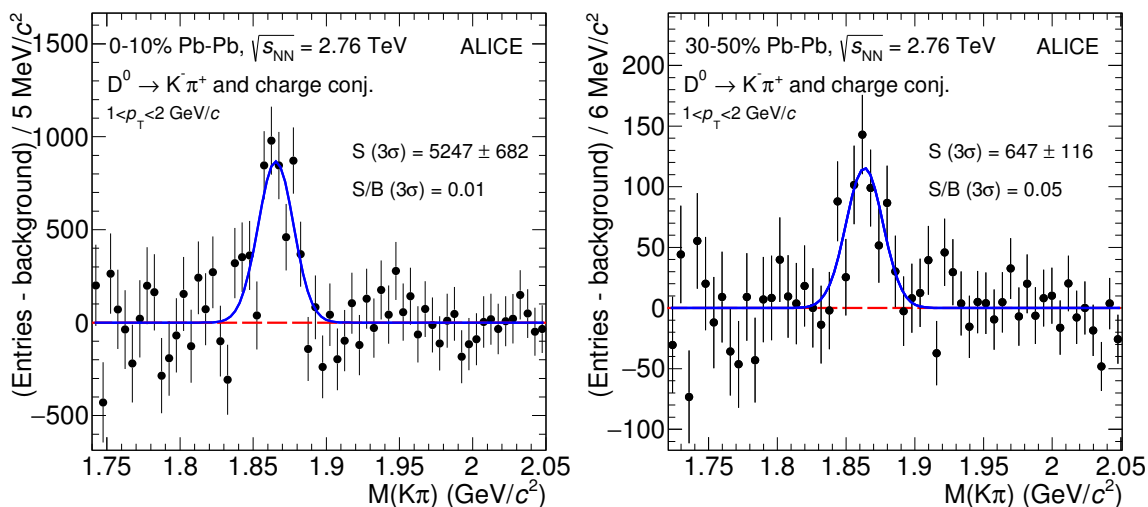 (Entries - background) / 5 MeV/c²
1500
1000
500
0
−500
0-10% Pb-Pb, √s_NN = 2.76 TeV
ALICE
D⁰ → K⁻π⁺ and charge conj.
1<p_T<2 GeV/c
S (3σ) = 5247 ± 682
S/B (3σ) = 0.01
1.75 1.8 1.85 1.9 1.95 2 2.05
M(Kπ) (GeV/c²)
(Entries - background) / 6 MeV/c²
200
150
100
50
0
−50
−100
30-50% Pb-Pb, √s_NN = 2.76 TeV
ALICE
D⁰ → K⁻π⁺ and charge conj.
1<p_T<2 GeV/c
S (3σ) = 647 ± 116
S/B (3σ) = 0.05
1.75 1.8 1.85 1.9 1.95 2 2.05
M(Kπ) (GeV/c²)